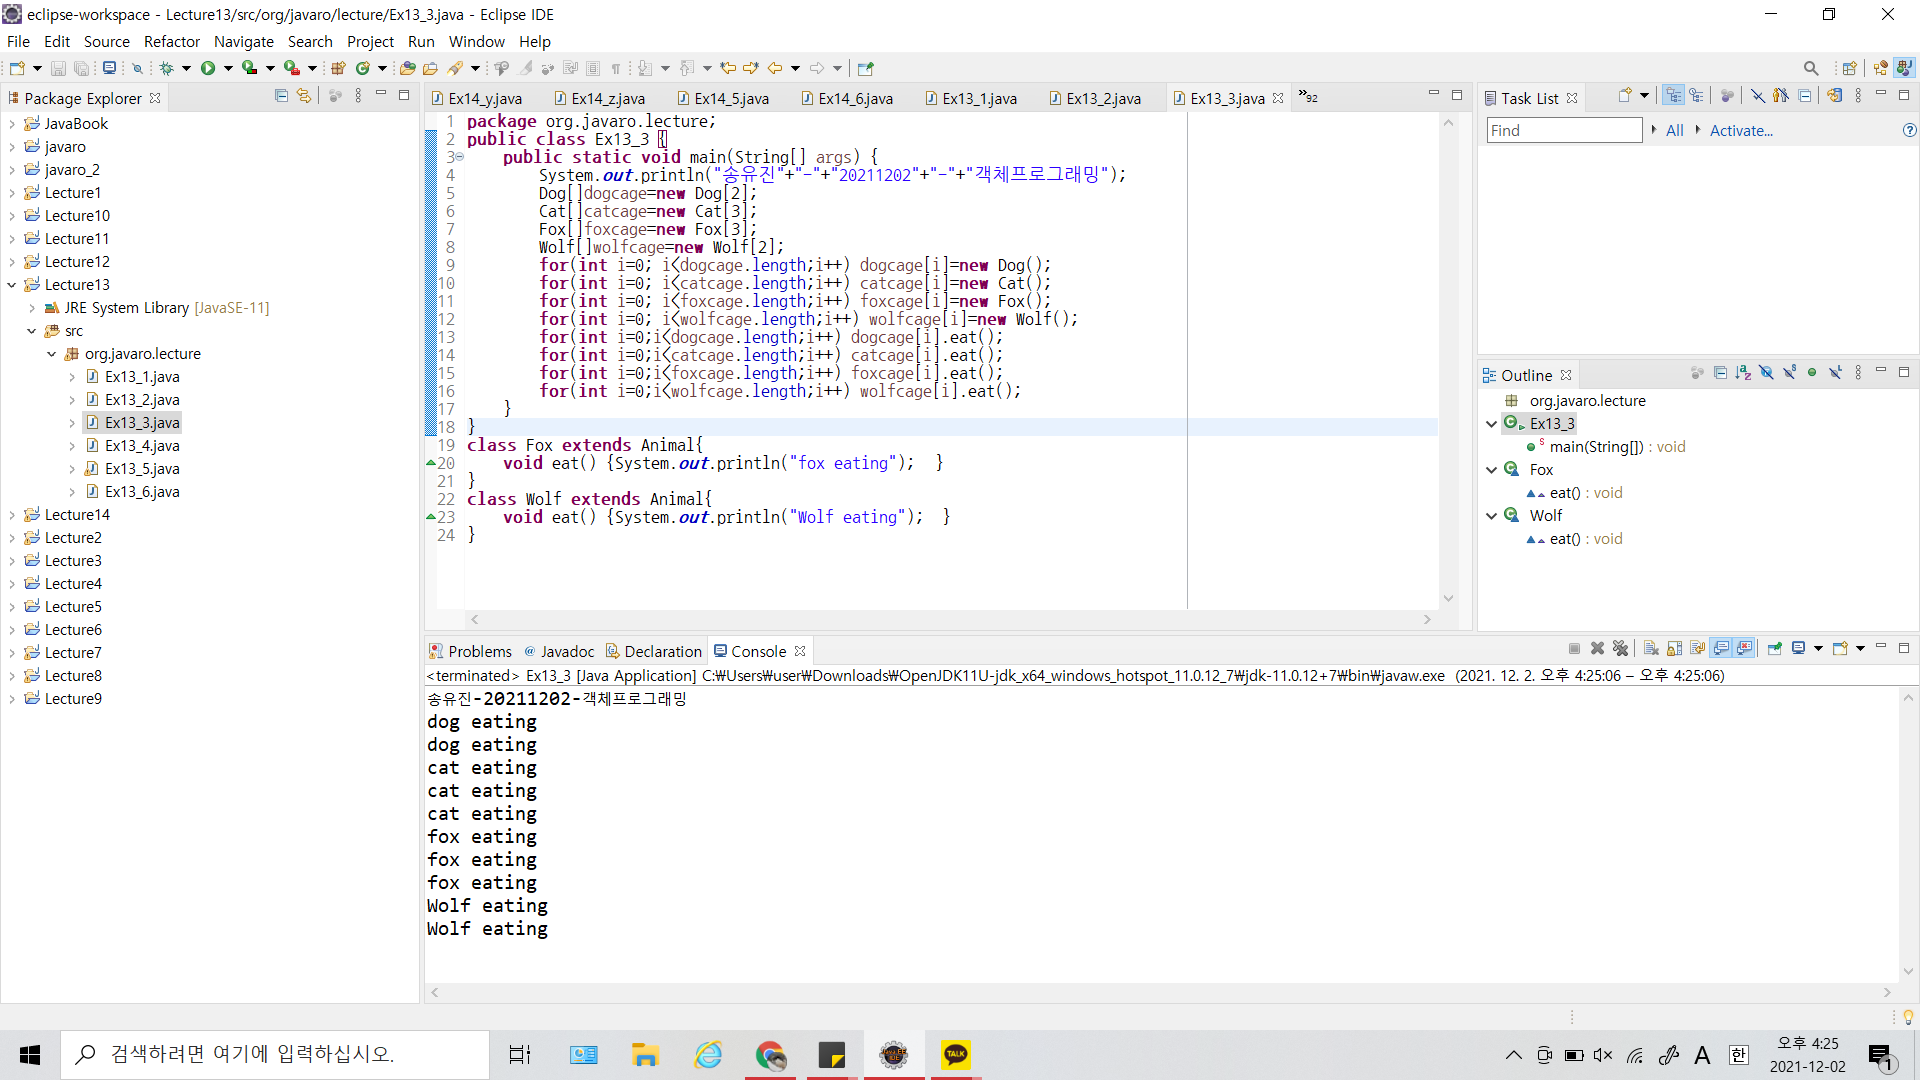 eclipse-workspace - Lecture13/src/org/javaro/lecture/Ex13_3.java - Eclipse IDE
File Edit Source Refactor Navigate Search Project Run Window Help
Package Explorer
JavaBook
javaro
javaro_2
Lecture1
Lecture10
Lecture11
Lecture12
Lecture13
JRE System Library [JavaSE-11]
src
org.javaro.lecture
Ex13_1.java
Ex13_2.java
Ex13_3.java
Ex13_4.java
Ex13_5.java
Ex13_6.java
Lecture14
Lecture2
Lecture3
Lecture4
Lecture5
Lecture6
Lecture7
Lecture8
Lecture9
Ex14_y.java Ex14_z.java Ex14_5.java Ex14_6.java Ex13_1.java Ex13_2.java Ex13_3.java »92
1 package org.javaro.lecture;
2 public class Ex13_3 {
3 public static void main(String[] args) {
4 System.out.println("송유진"+"-"+"20211202"+"-"+"객체프로그래밍");
5 Dog[]dogcage=new Dog[2];
6 Cat[]catcage=new Cat[3];
7 Fox[]foxcage=new Fox[3];
8 Wolf[]wolfcage=new Wolf[2];
9 for(int i=0; i<dogcage.length;i++) dogcage[i]=new Dog();
10 for(int i=0; i<catcage.length;i++) catcage[i]=new Cat();
11 for(int i=0; i<foxcage.length;i++) foxcage[i]=new Fox();
12 for(int i=0; i<wolfcage.length;i++) wolfcage[i]=new Wolf();
13 for(int i=0;i<dogcage.length;i++) dogcage[i].eat();
14 for(int i=0;i<catcage.length;i++) catcage[i].eat();
15 for(int i=0;i<foxcage.length;i++) foxcage[i].eat();
16 for(int i=0;i<wolfcage.length;i++) wolfcage[i].eat();
17 }
18 }
19 class Fox extends Animal{
20 void eat() {System.out.println("fox eating"); }
21 }
22 class Wolf extends Animal{
23 void eat() {System.out.println("Wolf eating"); }
24 }
Task List
Find All Activate...
Outline
org.javaro.lecture
Ex13_3
main(String[]) : void
Fox
eat() : void
Wolf
eat() : void
Problems @ Javadoc Declaration Console
<terminated> Ex13_3 [Java Application] C:₩Users₩user₩Downloads₩OpenJDK11U-jdk_x64_windows_hotspot_11.0.12_7₩jdk-11.0.12+7₩bin₩javaw.exe (2021. 12. 2. 오후 4:25:06 – 오후 4:25:06)
송유진-20211202-객체프로그래밍
dog eating
dog eating
cat eating
cat eating
cat eating
fox eating
fox eating
fox eating
Wolf eating
Wolf eating
검색하려면 여기에 입력하십시오.
TALK
A
한
오후 4:25
2021-12-02
1